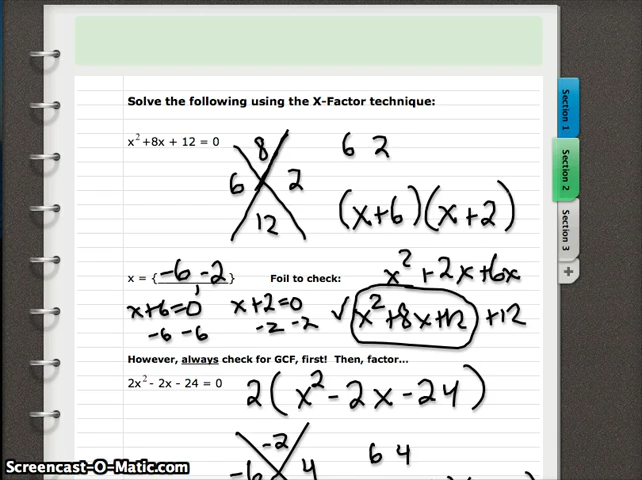 Solve the following using the X-Factor technique:
x² +8x + 12 = 0
8
6 2
12
6 2
(x+6)(x+2)
x = {-6, -2}
Foil to check:
x² +2x+6x
x+6=0 x+2=0
-6 -6 -2 -2
√x² +8x+12 +12
However, always check for GCF, first! Then, factor...
2x² - 2x - 24 = 0
2(x² - 2x - 24)
-2
-6 4
6 4
Section 1
Section 2
Section 3
Screencast-O-Matic.com